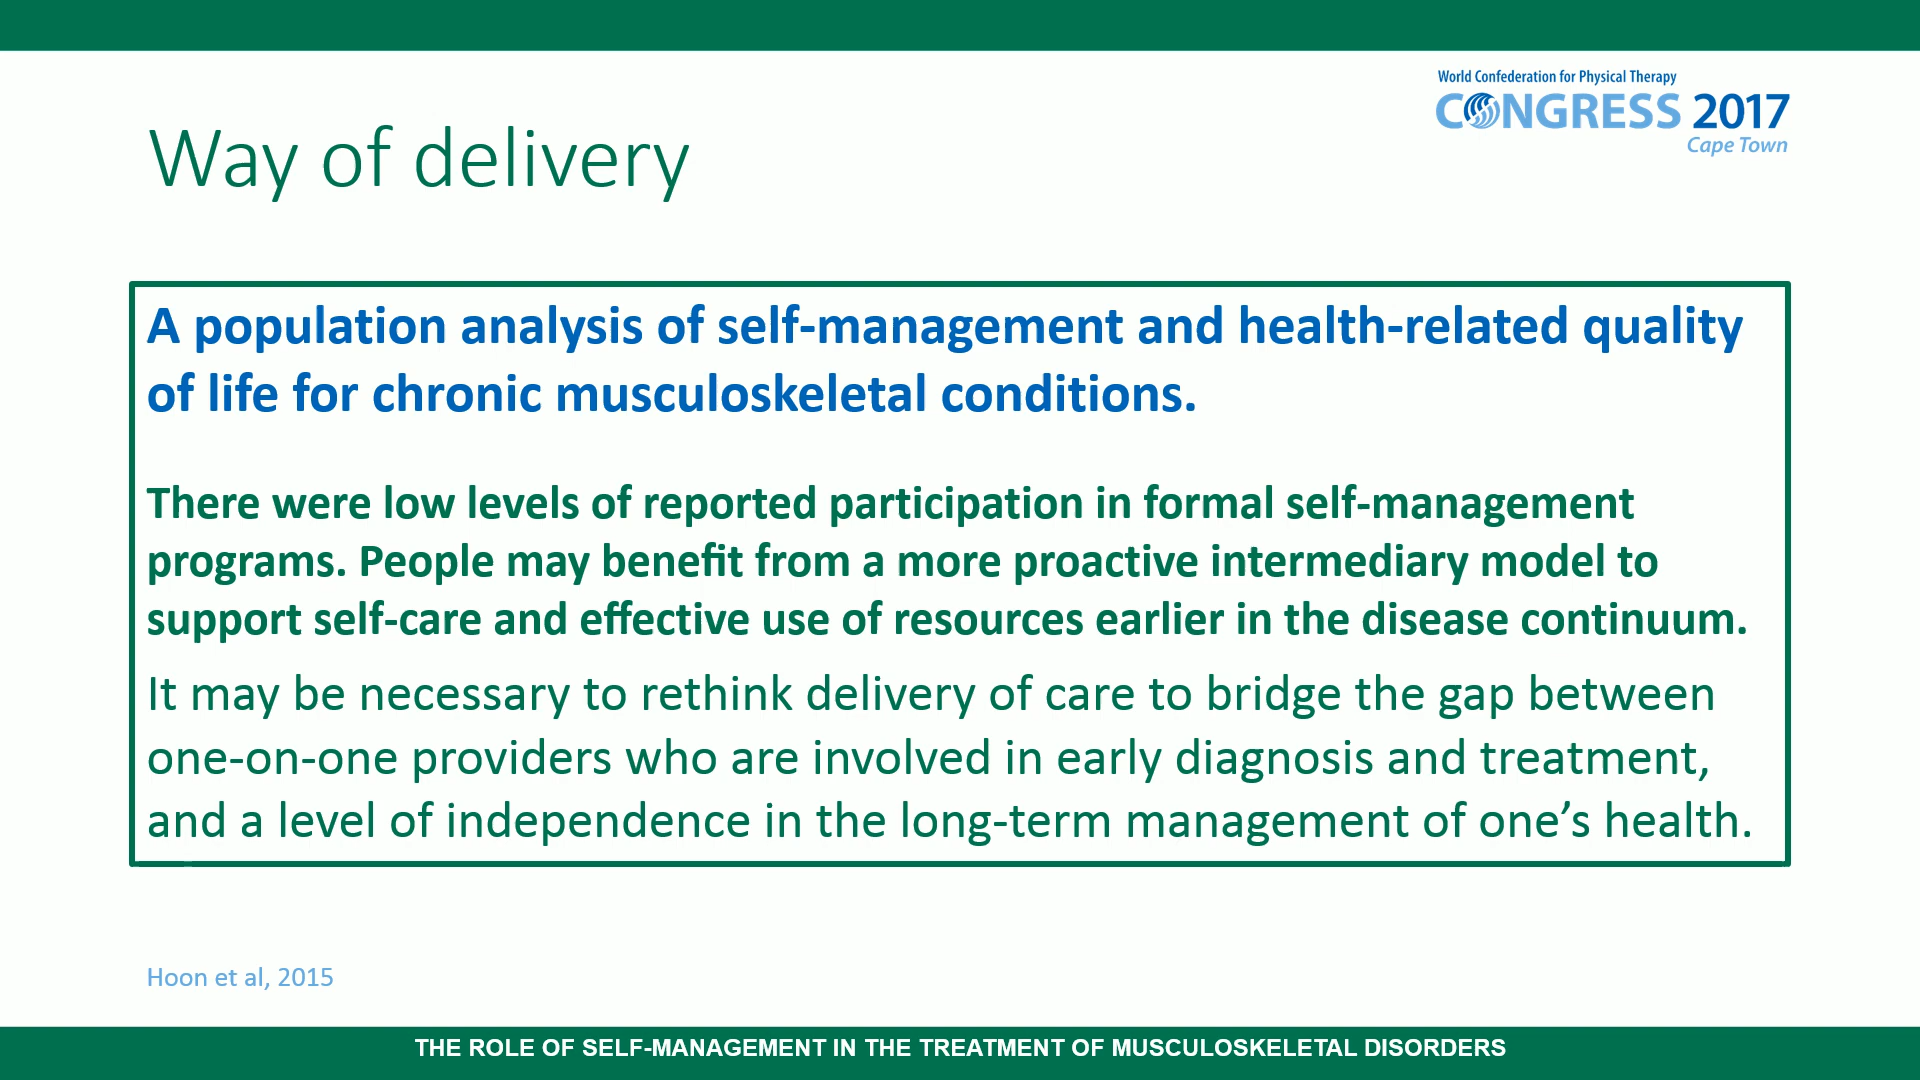 World Confederation for Physical Therapy
CONGRESS 2017
Cape Town
Way of delivery
A population analysis of self-management and health-related quality
of life for chronic musculoskeletal conditions.
There were low levels of reported participation in formal self-management
programs. People may benefit from a more proactive intermediary model to
support self-care and effective use of resources earlier in the disease continuum.
It may be necessary to rethink delivery of care to bridge the gap between
one-on-one providers who are involved in early diagnosis and treatment,
and a level of independence in the long-term management of one’s health.
Hoon et al, 2015
THE ROLE OF SELF-MANAGEMENT IN THE TREATMENT OF MUSCULOSKELETAL DISORDERS